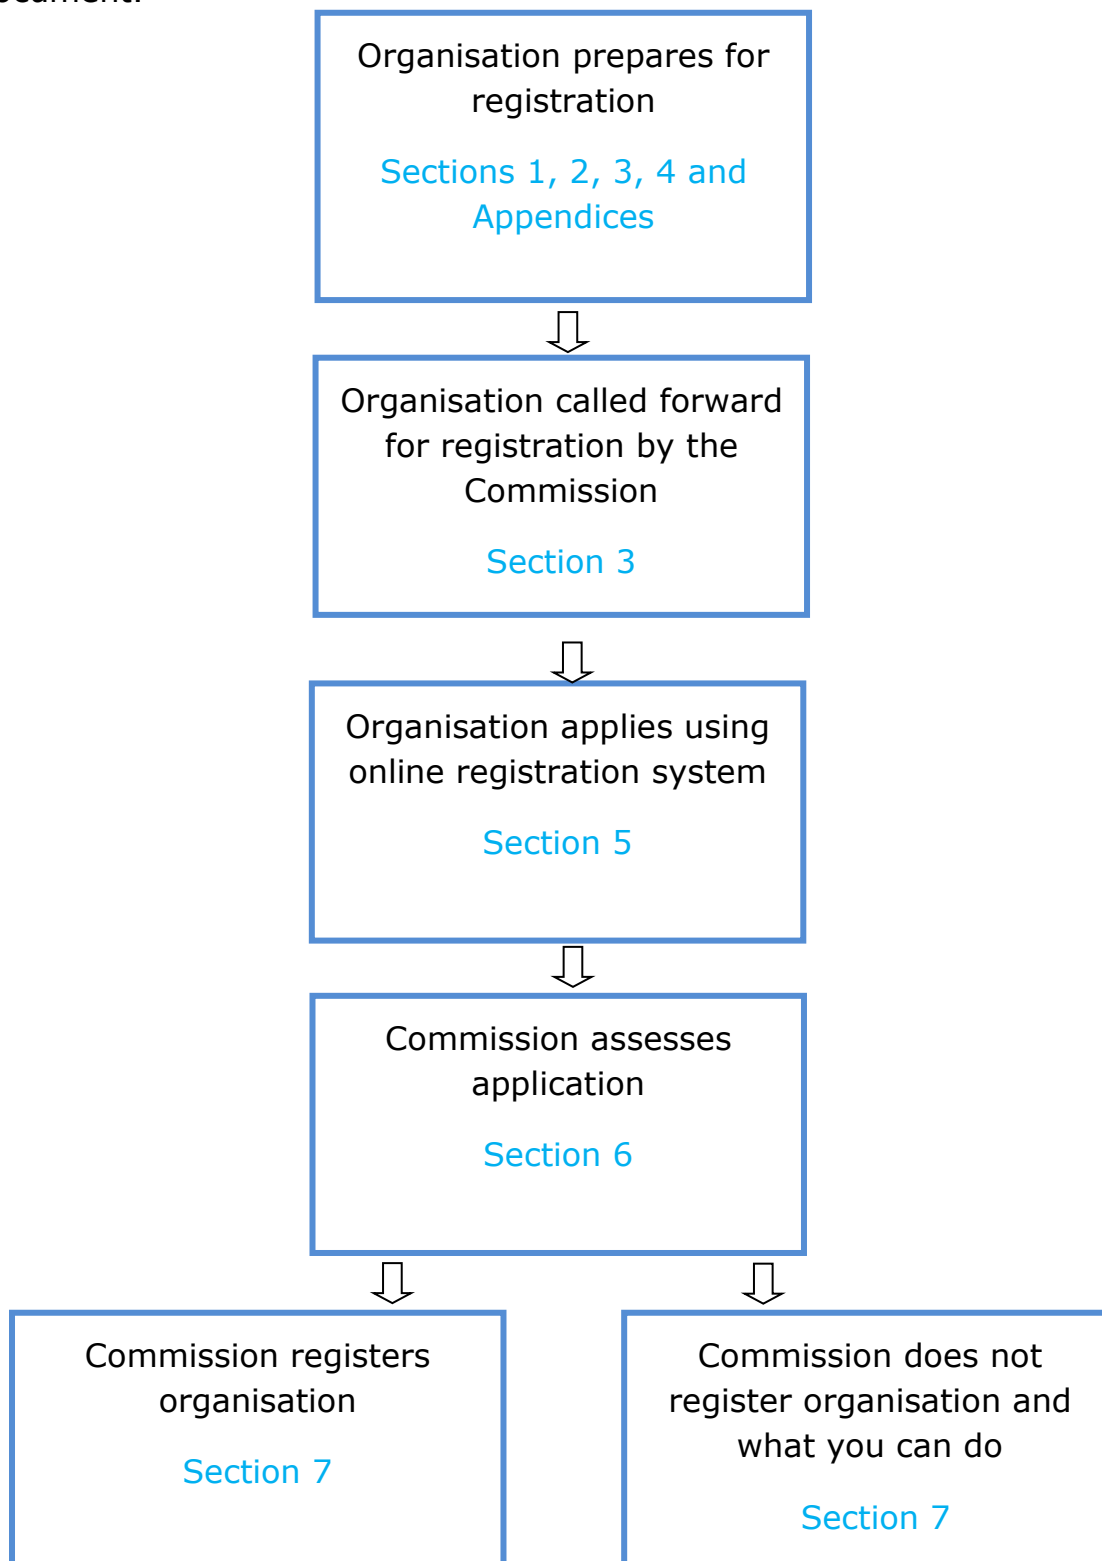 Organisation prepares for
registration
Sections 1, 2, 3, 4 and
Appendices
Organisation called forward
for registration by the
Commission
Section 3
Organisation applies using
online registration system
Section 5
Commission assesses
application
Section 6
Commission registers
organisation
Section 7
Commission does not
register organisation and
what you can do
Section 7